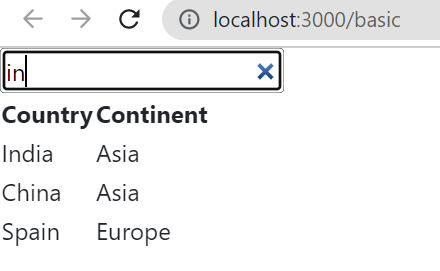 localhost:3000/basic
in
Country Continent
India Asia
China Asia
Spain Europe